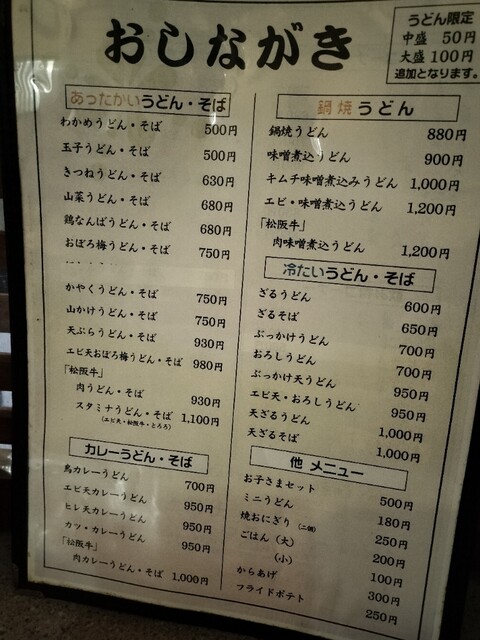 おしながき
うどん限定
中盛 50円
大盛 100円
追加となります。
あったかいうどん・そば
わかめうどん・そば 500円
玉子うどん・そば 500円
きつねうどん・そば 630円
山菜うどん・そば 680円
鶏なんばうどん・そば 680円
おぼろ梅うどん・そば 750円
かやくうどん・そば 750円
山かけうどん・そば 750円
天ぷらうどん・そば 930円
エビ天おぼろ梅うどん・そば 980円
「松阪牛」
肉うどん・そば 930円
スタミナうどん・そば 1,100円
(エビ天・松阪牛・とろろ)
カレーうどん・そば
鳥カレーうどん 700円
エビ天カレーうどん 950円
ヒレ天カレーうどん 950円
カツ・カレーうどん 950円
「松阪牛」
肉カレーうどん・そば 1,000円
鍋焼うどん
鍋焼うどん 880円
味噌煮込うどん 900円
キムチ味噌煮込みうどん 1,000円
エビ・味噌煮込うどん 1,200円
「松阪牛」
肉味噌煮込うどん 1,200円
冷たいうどん・そば
ざるうどん 600円
ざるそば 650円
ぶっかけうどん 700円
おろしうどん 700円
ぶっかけ天うどん 950円
エビ天・おろしうどん 950円
天ざるうどん 1,000円
天ざるそば 1,000円
他 メニュー
お子さまセット 500円
ミニうどん 180円
焼おにぎり(二個) 250円
ごはん(大) 200円
(小) 100円
からあげ 300円
フライドポテト 250円